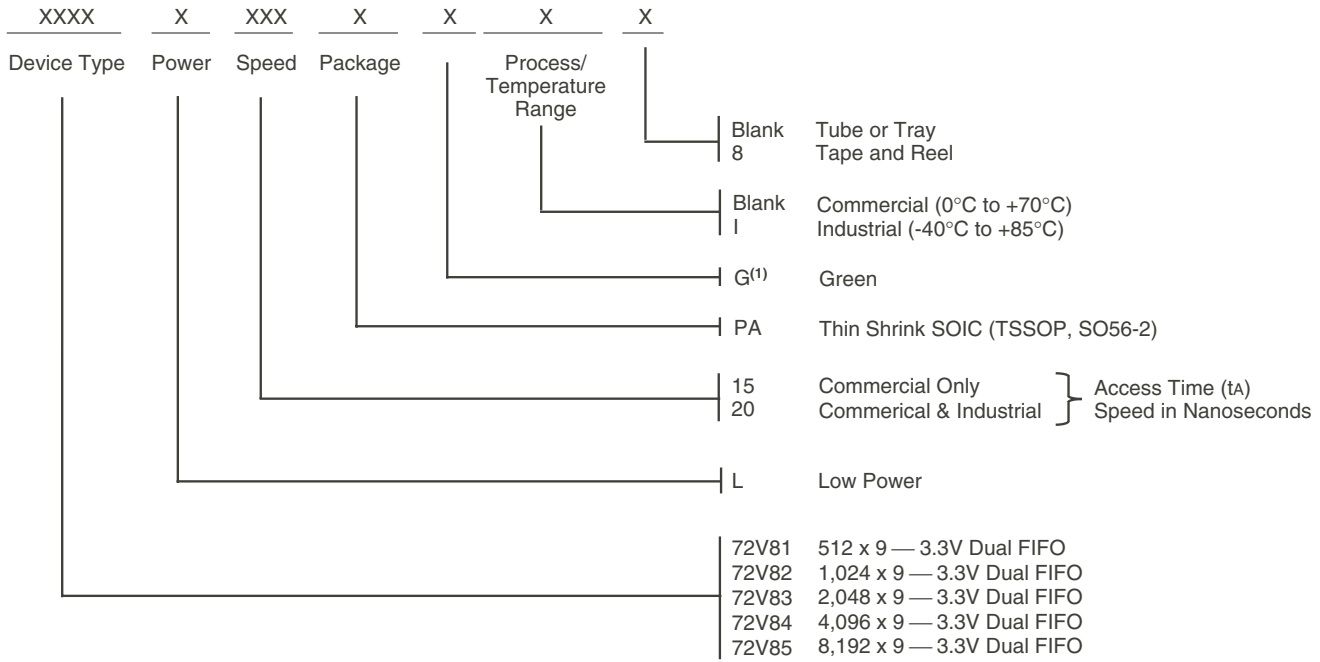 XXXX X XXX X X X X
Device Type Power Speed Package Process/
Temperature
Range
Blank Tube or Tray
8 Tape and Reel
Blank Commercial (0°C to +70°C)
I Industrial (-40°C to +85°C)
G(1) Green
PA Thin Shrink SOIC (TSSOP, SO56-2)
15 Commercial Only Access Time (tA)
20 Commerical & Industrial Speed in Nanoseconds
L Low Power
72V81 512 x 9 — 3.3V Dual FIFO
72V82 1,024 x 9 — 3.3V Dual FIFO
72V83 2,048 x 9 — 3.3V Dual FIFO
72V84 4,096 x 9 — 3.3V Dual FIFO
72V85 8,192 x 9 — 3.3V Dual FIFO